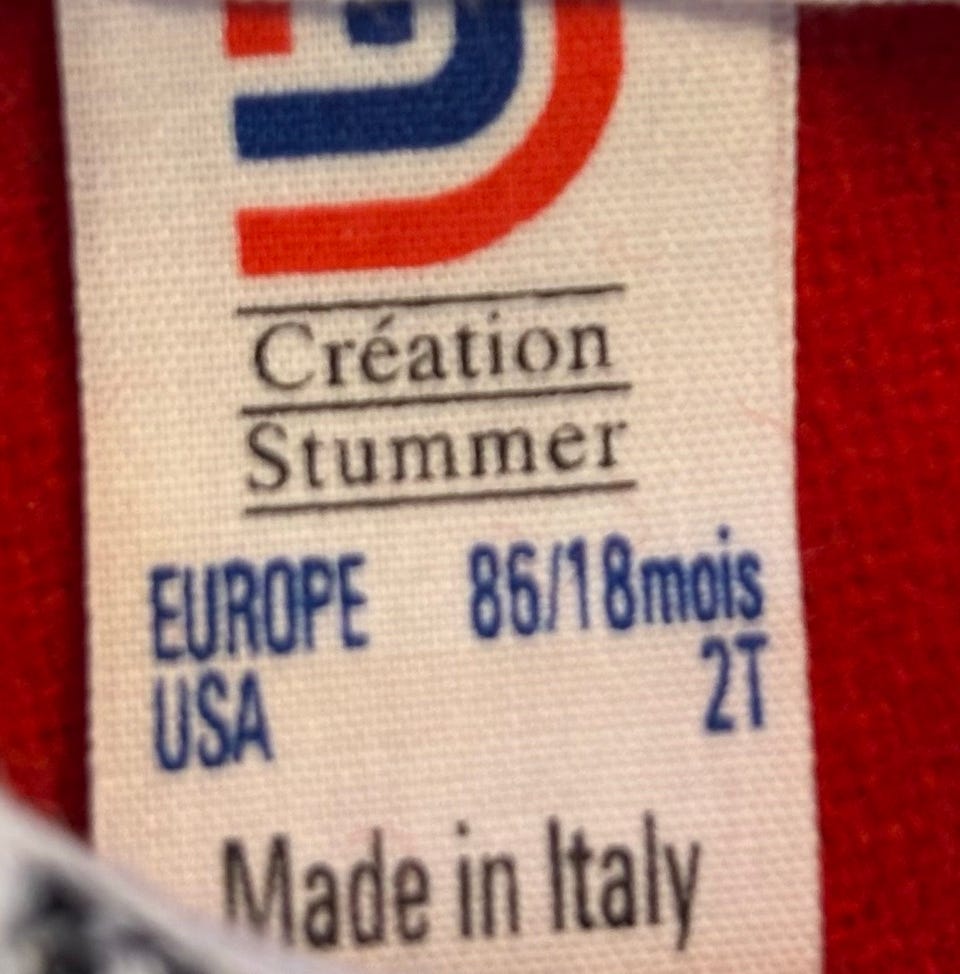 Création
Stummer
EUROPE 86/18mois
USA 2T
Made in Italy